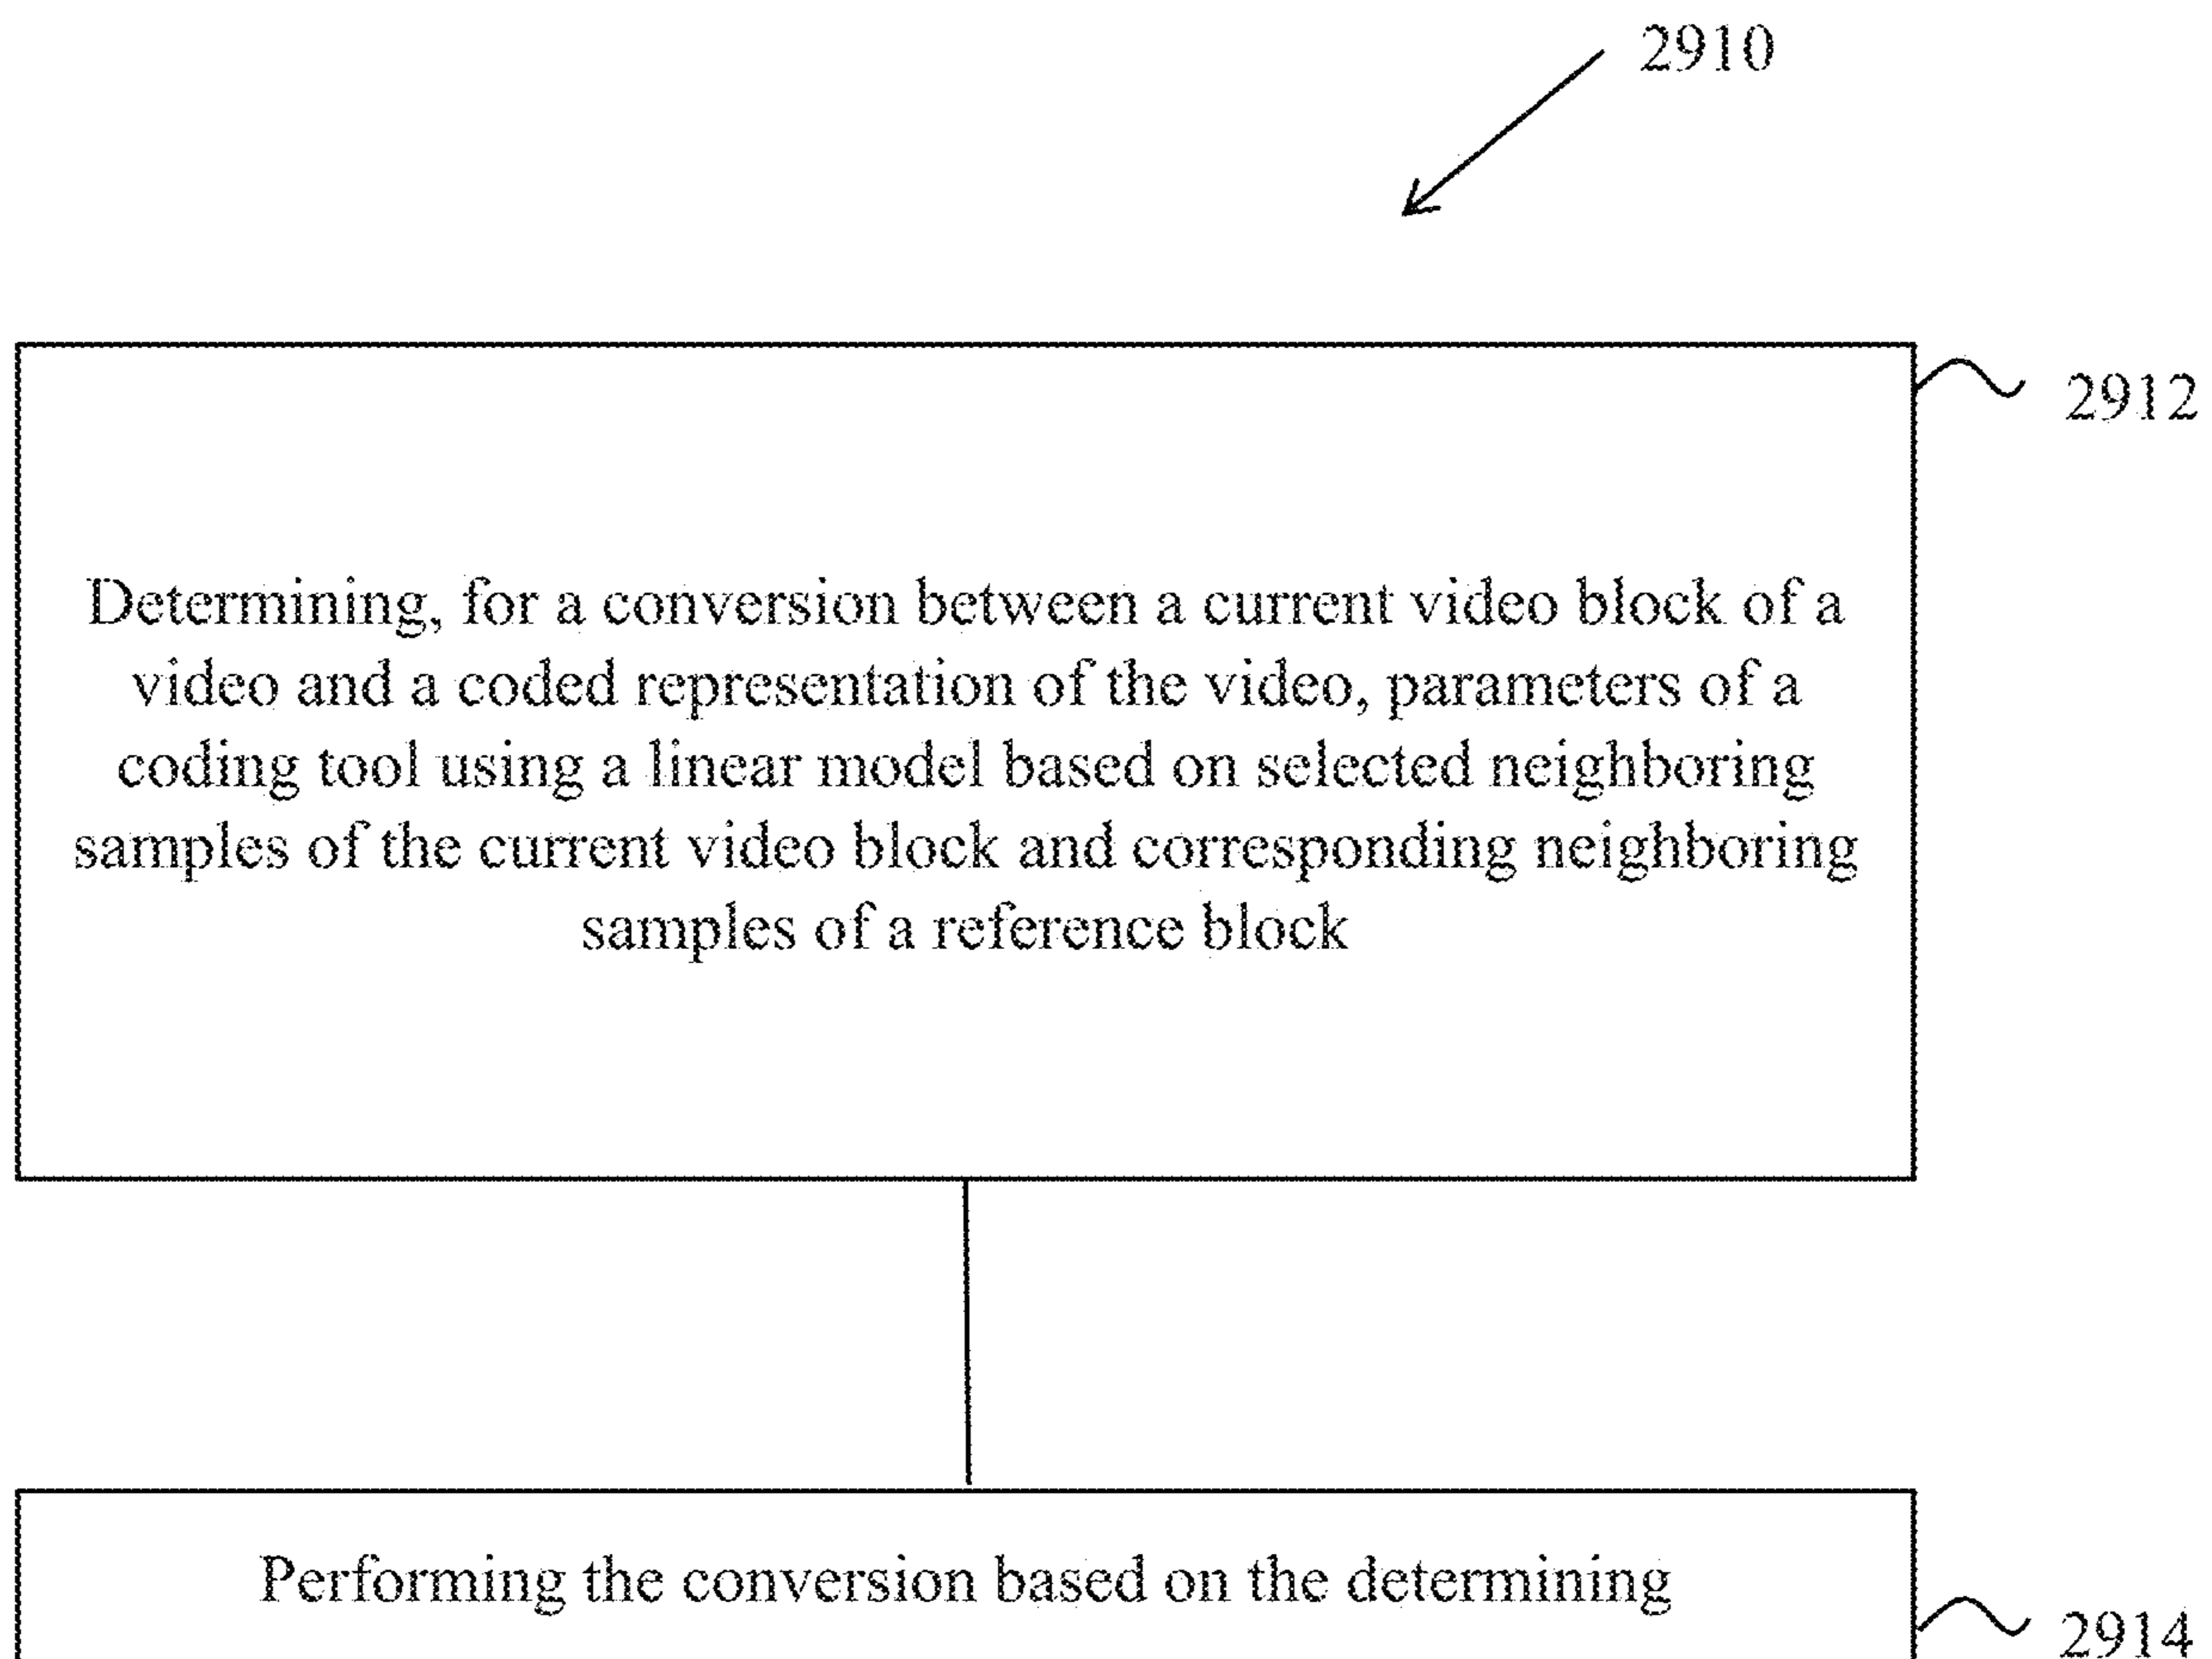 2910
2912
Determining, for a conversion between a current video block of a
video and a coded representation of the video, parameters of a
coding tool using a linear model based on selected neighboring
samples of the current video block and corresponding neighboring
samples of a reference block
Performing the conversion based on the determining
2914